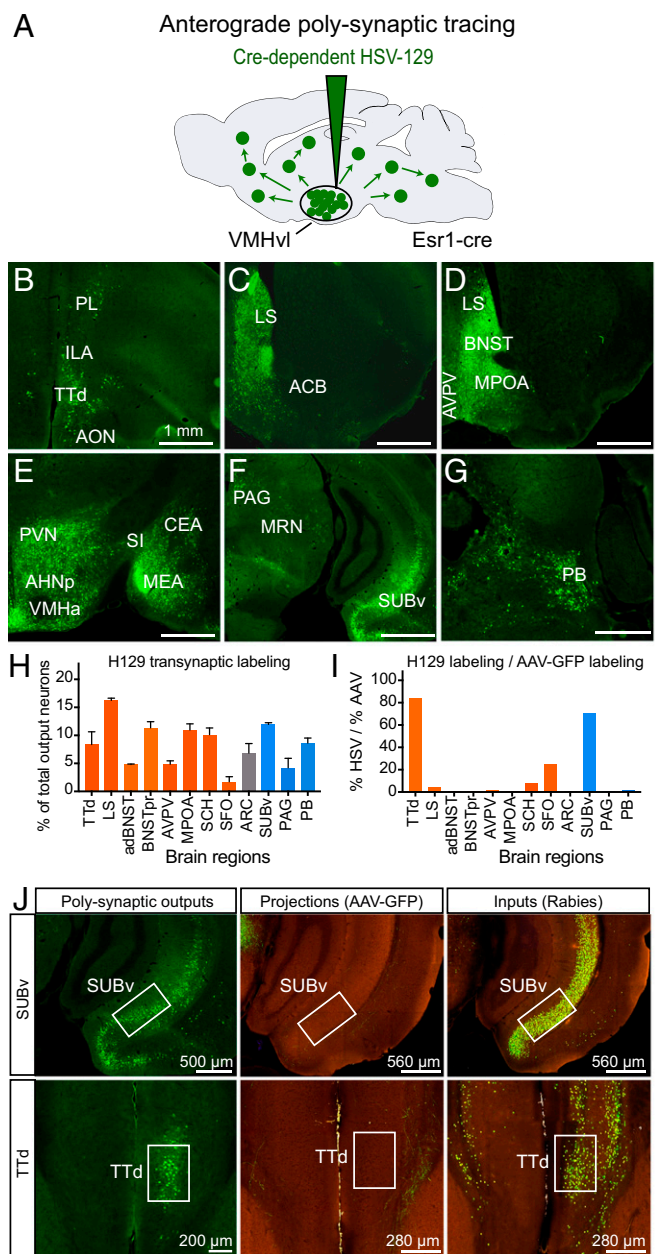 A
Anterograde poly-synaptic tracing
Cre-dependent HSV-129
VMHvl
Esr1-cre
B
PL
ILA
TTd
AON
1 mm
C
LS
ACB
D
LS
BNST
AVPV
MPOA
E
PVN
CEA
SI
AHNp
MEA
VMHa
F
PAG
MRN
SUBv
G
PB
H
H129 transynaptic labeling
% of total output neurons
20
15
10
5
0
TTd
LS
adBNST
BNSTpr
AVPV
MPOA
SCH
SFO
ARC
SUBv
PAG
PB
Brain regions
I
H129 labeling / AAV-GFP labeling
% HSV / % AAV
100
80
60
40
20
0
TTd
LS
adBNST
BNSTpr
AVPV
MPOA
SCH
SFO
ARC
SUBv
PAG
PB
Brain regions
J
Poly-synaptic outputs
Projections (AAV-GFP)
Inputs (Rabies)
SUBv
SUBv
500 µm
SUBv
560 µm
SUBv
560 µm
TTd
TTd
200 µm
TTd
280 µm
TTd
280 µm